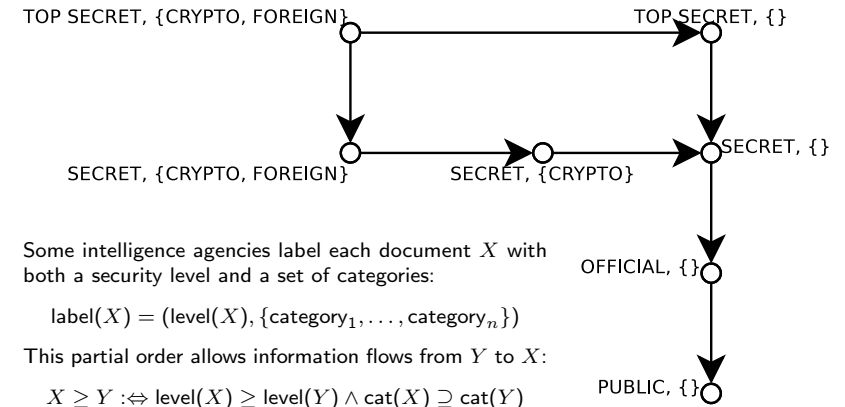 TOP SECRET, {CRYPTO, FOREIGN}
TOP SECRET, {}
SECRET, {}
SECRET, {CRYPTO, FOREIGN}
SECRET, {CRYPTO}
Some intelligence agencies label each document X with
both a security level and a set of categories:
label(X) = (level(X), {category₁, . . . , categoryₙ})
This partial order allows information flows from Y to X:
X ≥ Y :⇔ level(X) ≥ level(Y) ∧ cat(X) ⊇ cat(Y)
OFFICIAL, {}
PUBLIC, {}